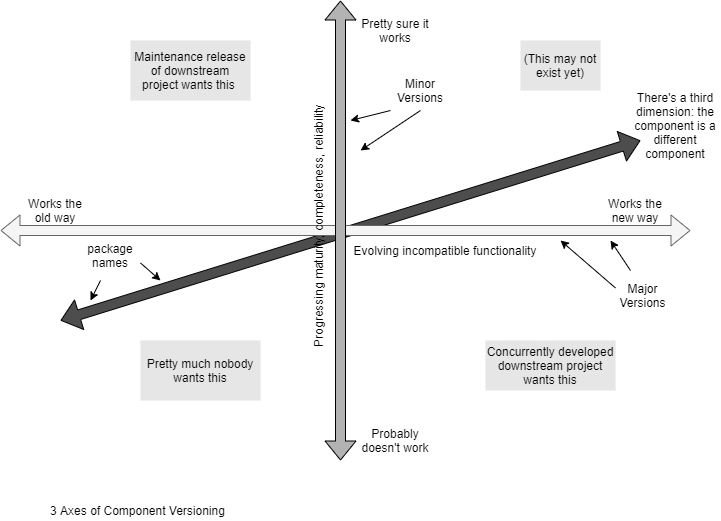 Pretty sure it
works
Maintenance release
of downstream
project wants this
(This may not
exist yet)
Minor
Versions
There's a third
dimension: the
component is a
different
component
Progressing maturity, completeness, reliability
Works the
old way
Works the
new way
package
names
Evolving incompatible functionality
Major
Versions
Pretty much nobody
wants this
Concurrently developed
downstream project
wants this
Probably
doesn't work
3 Axes of Component Versioning